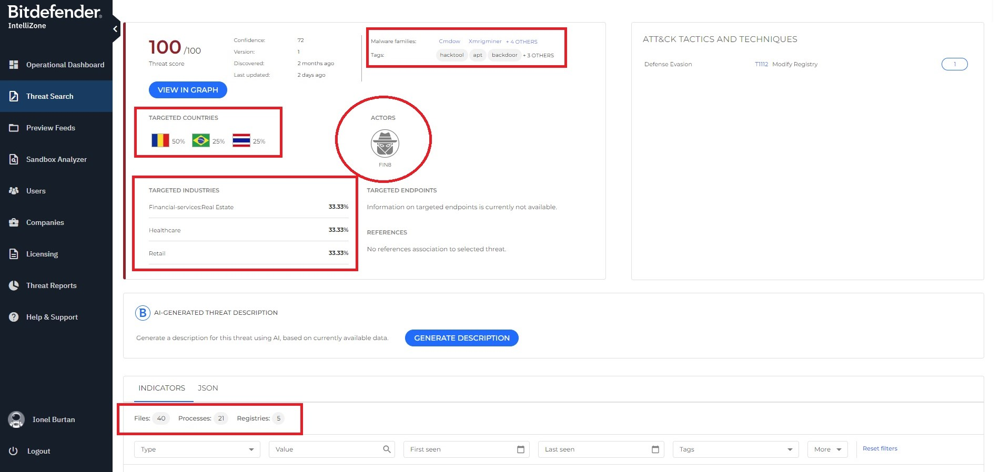 Bitdefender®
IntelliZone
Operational Dashboard
Threat Search
Preview Feeds
Sandbox Analyzer
Users
Companies
Licensing
Threat Reports
Help & Support
Ionel Burtan
Logout
100 /100
Threat score
Confidence: 72
Version: 1
Discovered: 2 months ago
Last updated: 2 days ago
VIEW IN GRAPH
Malware families: Cmdow Xmrigminer + 4 OTHERS
Tags: hacktool apt backdoor + 3 OTHERS
TARGETED COUNTRIES
50% 25% 25%
ACTORS
FIN8
TARGETED INDUSTRIES
Financial-services:Real Estate 33.33%
Healthcare 33.33%
Retail 33.33%
TARGETED ENDPOINTS
Information on targeted endpoints is currently not available.
REFERENCES
No references association to selected threat.
ATT&CK TACTICS AND TECHNIQUES
Defense Evasion T1112 Modify Registry 1
B AI-GENERATED THREAT DESCRIPTION
Generate a description for this threat using AI, based on currently available data. GENERATE DESCRIPTION
INDICATORS JSON
Files: 40 Processes: 21 Registries: 5
Type Value First seen Last seen Tags More Reset filters